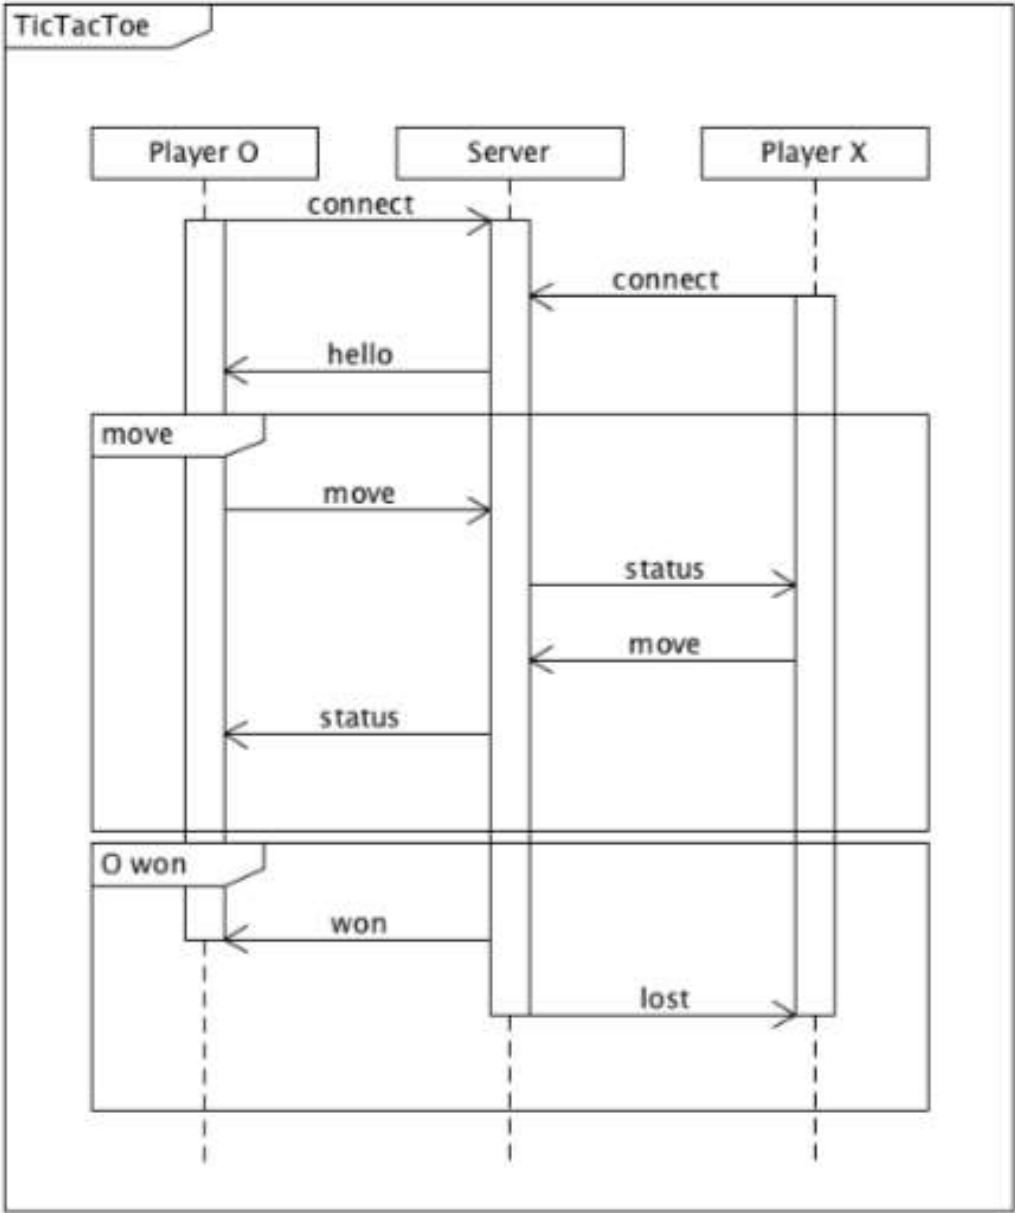 TicTacToe
Player O
Server
Player X
connect
connect
hello
move
move
status
move
status
O won
won
lost